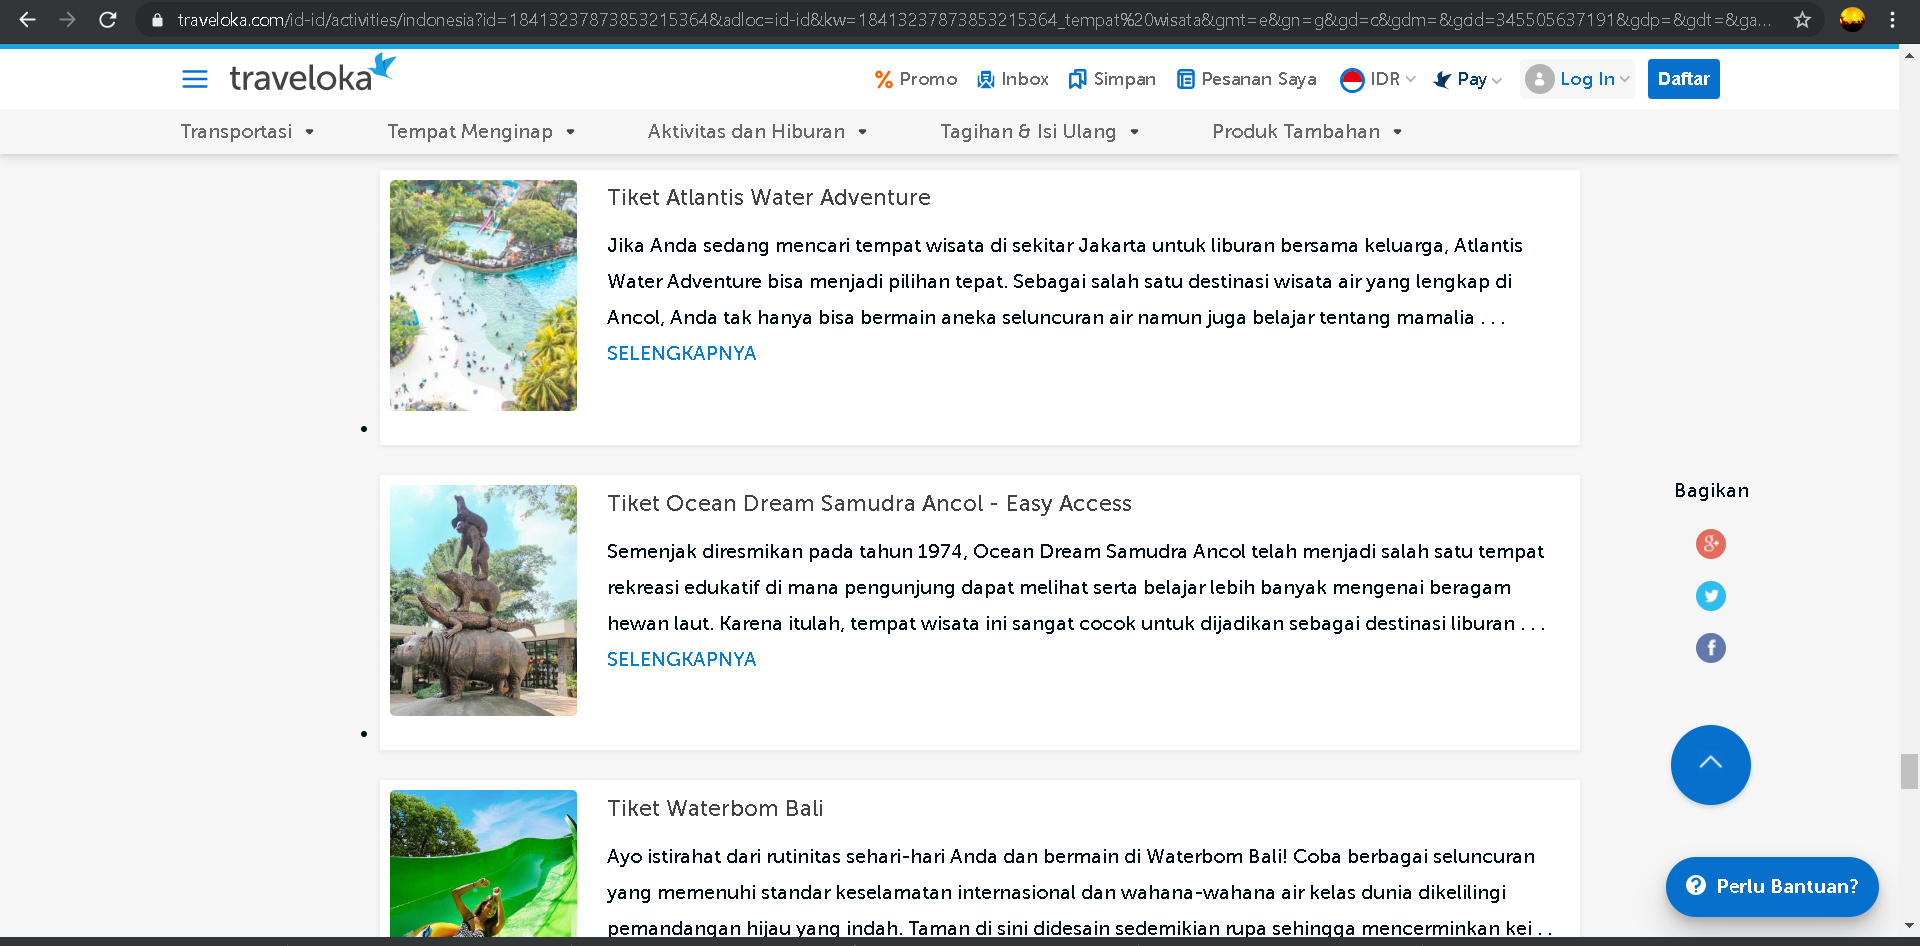 traveloka.com/id-id/activities/indonesia?id=18413237873853215364&adloc=id-id&kw=18413237873853215364_tempat%20wisata&gmt=e&gn=g&gd=c&gdm=&gcid=345505637191&gdp=&gdt=&ga...
traveloka
Promo
Inbox
Simpan
Pesanan Saya
IDR
Pay
Log In
Daftar
Transportasi
Tempat Menginap
Aktivitas dan Hiburan
Tagihan & Isi Ulang
Produk Tambahan
Tiket Atlantis Water Adventure
Jika Anda sedang mencari tempat wisata di sekitar Jakarta untuk liburan bersama keluarga, Atlantis
Water Adventure bisa menjadi pilihan tepat. Sebagai salah satu destinasi wisata air yang lengkap di
Ancol, Anda tak hanya bisa bermain aneka seluncuran air namun juga belajar tentang mamalia . . .
SELENGKAPNYA
Tiket Ocean Dream Samudra Ancol - Easy Access
Semenjak diresmikan pada tahun 1974, Ocean Dream Samudra Ancol telah menjadi salah satu tempat
rekreasi edukatif di mana pengunjung dapat melihat serta belajar lebih banyak mengenai beragam
hewan laut. Karena itulah, tempat wisata ini sangat cocok untuk dijadikan sebagai destinasi liburan . . .
SELENGKAPNYA
Tiket Waterbom Bali
Ayo istirahat dari rutinitas sehari-hari Anda dan bermain di Waterbom Bali! Coba berbagai seluncuran
yang memenuhi standar keselamatan internasional dan wahana-wahana air kelas dunia dikelilingi
pemandangan hijau yang indah. Taman di sini didesain sedemikian rupa sehingga mencerminkan kei . .
Bagikan
Perlu Bantuan?